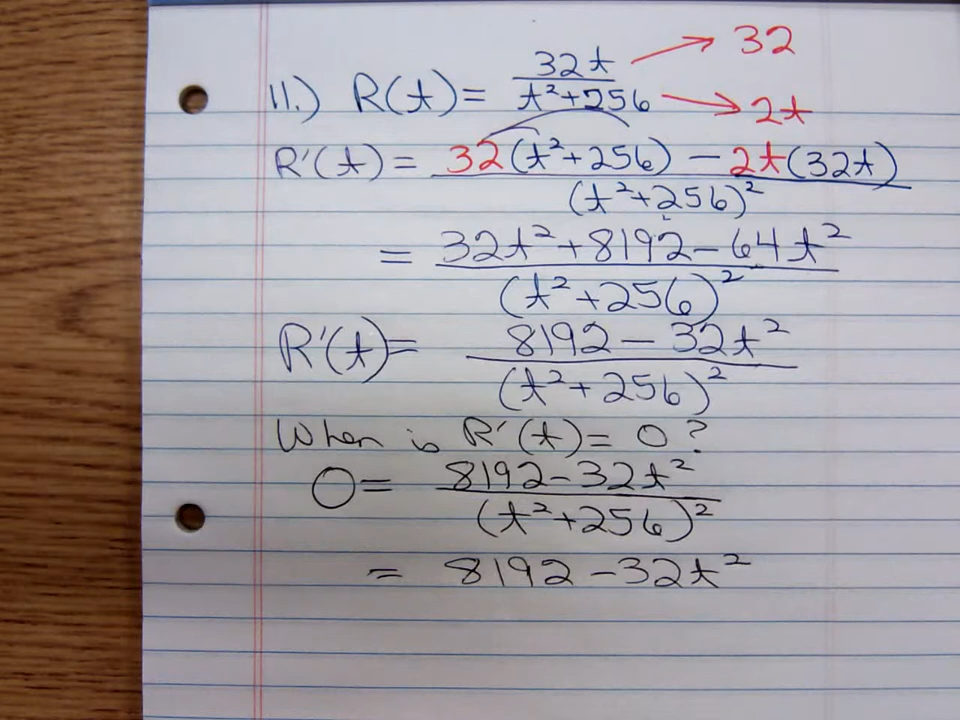 11.) R(t) = 32t / (t²+256) → 32 → 2t
R'(t) = 32(t²+256) − 2t(32t) / (t²+256)²
= 32t²+8192−64t² / (t²+256)²
R'(t) = 8192 − 32t² / (t²+256)²
When is R'(t) = 0?
0 = 8192−32t² / (t²+256)²
= 8192−32t²